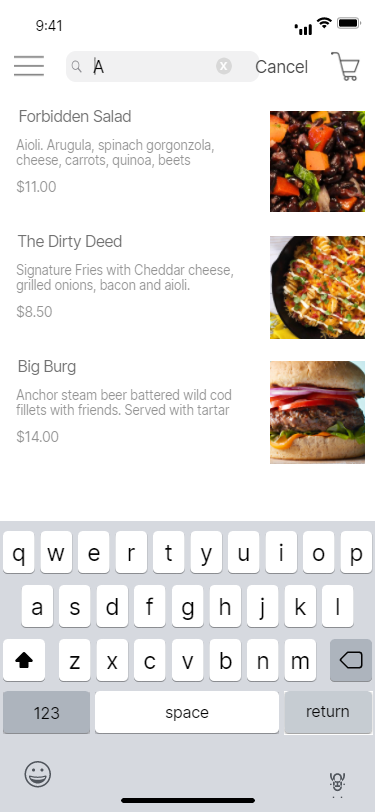 9:41
A
Cancel
Forbidden Salad
Aioli. Arugula, spinach gorgonzola,
cheese, carrots, quinoa, beets
$11.00
The Dirty Deed
Signature Fries with Cheddar cheese,
grilled onions, bacon and aioli.
$8.50
Big Burg
Anchor steam beer battered wild cod
fillets with friends. Served with tartar
$14.00
q w e r t y u i o p
a s d f g h j k l
z x c v b n m
123 space return